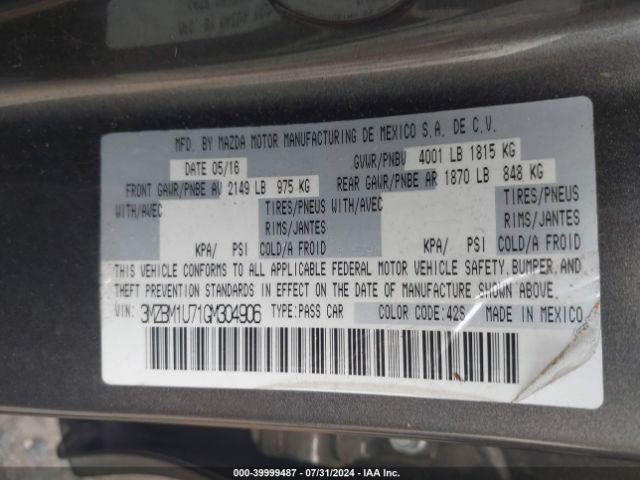 MFD. BY MAZDA MOTOR MANUFACTURING DE MEXICO S.A. DE C.V.
DATE 05/16 GVWR/PNBV 4001 LB 1815 KG
FRONT GAWR/PNBE AV 2149 LB 975 KG REAR GAWR/PNBE AR 1870 LB 848 KG
WITH/AVEC TIRES/PNEUS WITH/AVEC TIRES/PNEUS
RIMS/JANTES RIMS/JANTES
KPA/ PSI COLD/A FROID KPA/ PSI COLD/A FROID
THIS VEHICLE CONFORMS TO ALL APPLICABLE FEDERAL MOTOR VEHICLE SAFETY, BUMPER, AND
THEFT PREVENTION STANDARDS IN EFFECT ON THE DATE OF MANUFACTURE SHOWN ABOVE.
VIN: 3MZBM1U71GM304906 TYPE: PASS CAR COLOR CODE: 42S MADE IN MEXICO
000-39999487 - 07/31/2024 - IAA Inc.